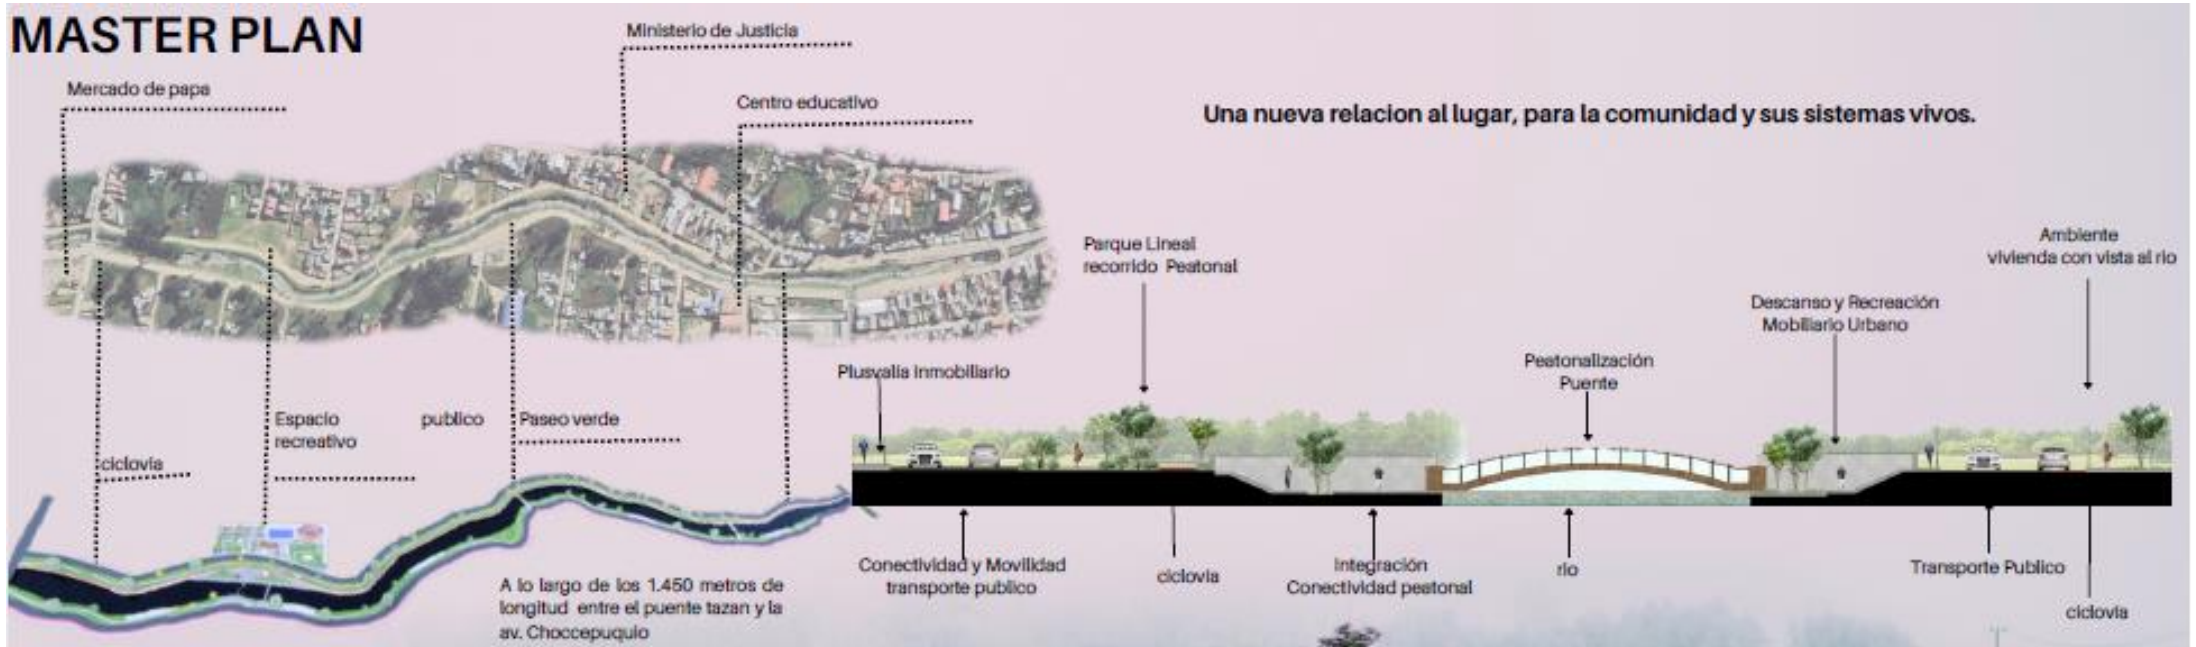 MASTER PLAN
Ministerio de Justicia
Mercado de papa
Centro educativo
Una nueva relacion al lugar, para la comunidad y sus sistemas vivos.
Parque Lineal
recorrido Peatonal
Ambiente
vivienda con vista al rio
Descanso y Recreación
Mobiliario Urbano
Peatonalización
Puente
Plusvalia inmobiliario
Espacio publico
recreativo
Paseo verde
ciclovía
A lo largo de los 1.450 metros de
longitud entre el puente tazan y la
av. Choccepuquio
Conectividad y Movilidad
transporte publico
ciclovia
Integración
Conectividad peatonal
rio
Transporte Publico
ciclovia